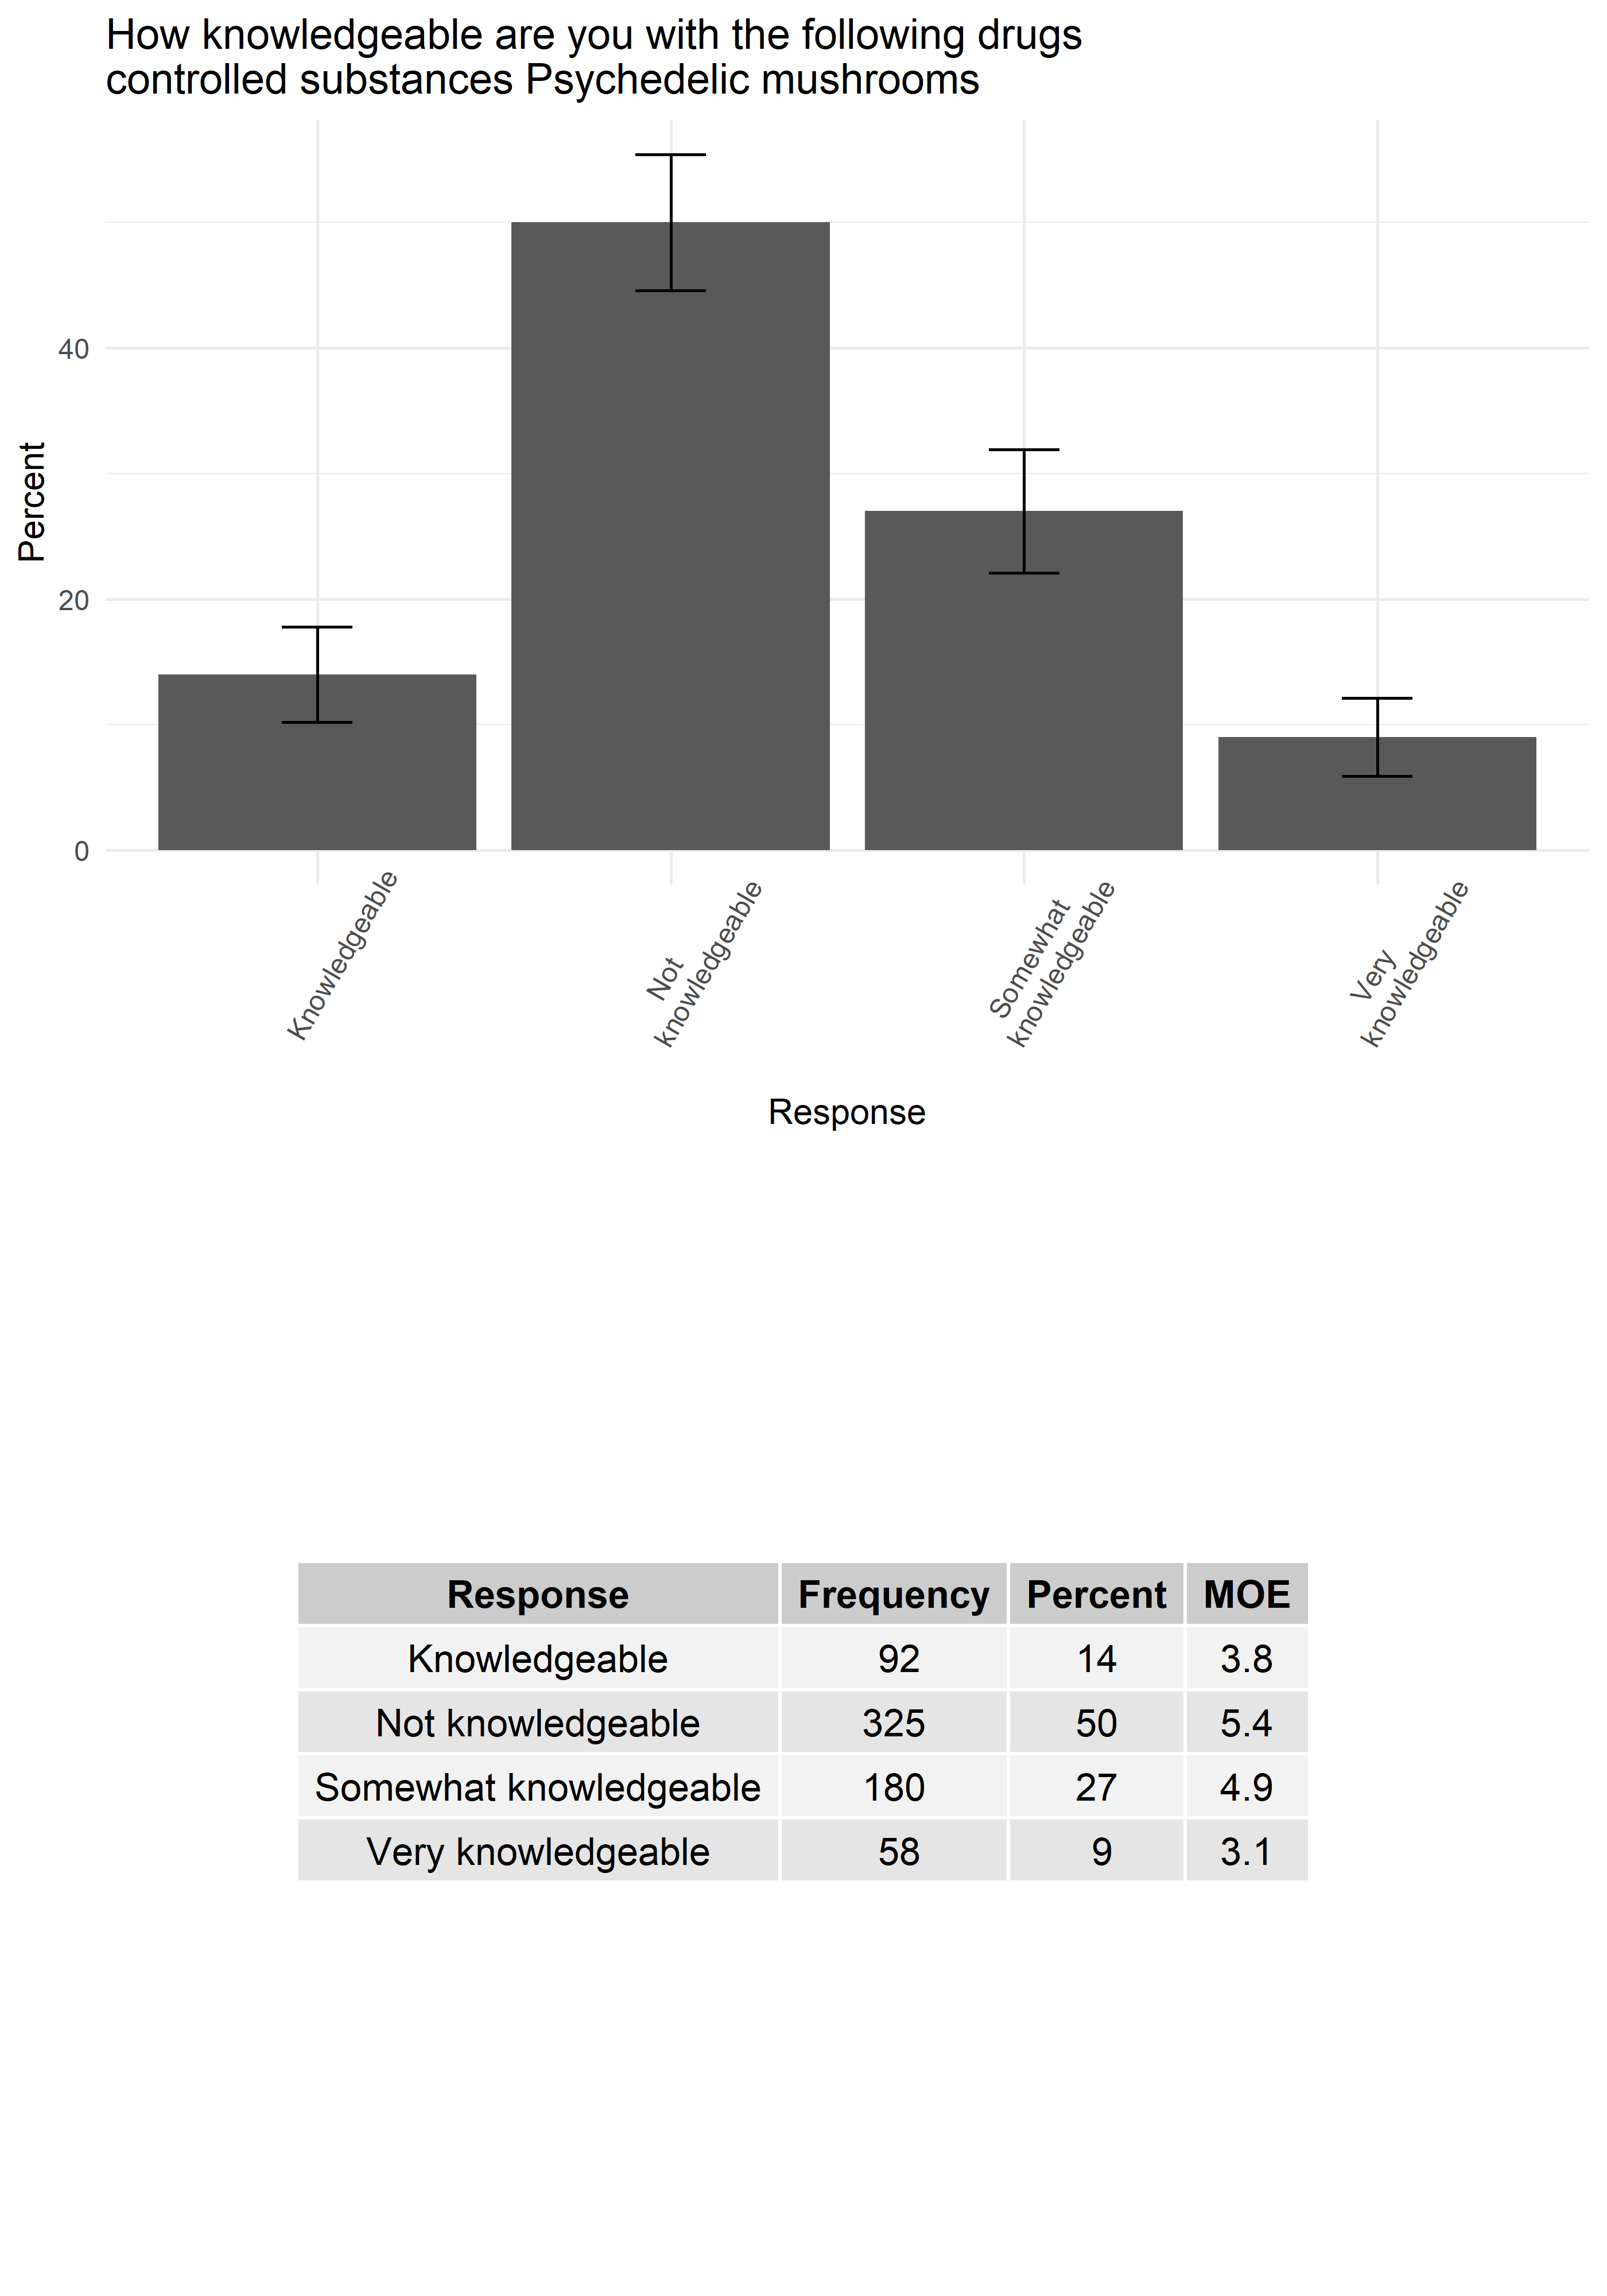 How knowledgeable are you with the following drugs
controlled substances Psychedelic mushrooms
Percent
40
20
0
Knowledgeable
Not
knowledgeable
Somewhat
knowledgeable
Very
knowledgeable
Response
Response Frequency Percent MOE
Knowledgeable 92 14 3.8
Not knowledgeable 325 50 5.4
Somewhat knowledgeable 180 27 4.9
Very knowledgeable 58 9 3.1